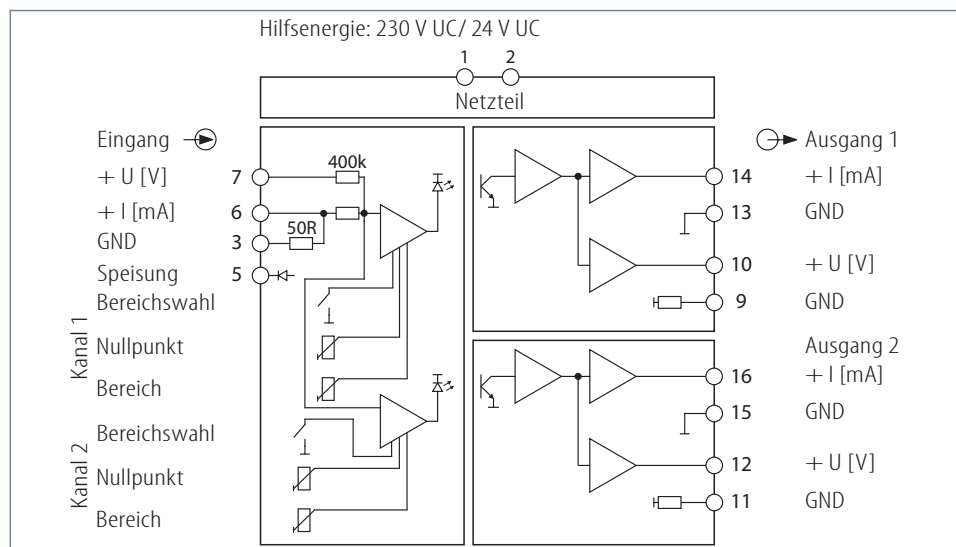 Hilfsenergie: 230 V UC/ 24 V UC
1 2
Netzteil
Eingang
+ U [V] 7
400k
+ I [mA] 6
50R
GND 3
Speisung 5
Bereichswahl
Kanal 1
Nullpunkt
Bereich
Bereichswahl
Kanal 2
Nullpunkt
Bereich
Ausgang 1
14 + I [mA]
13 GND
10 + U [V]
9 GND
Ausgang 2
16 + I [mA]
15 GND
12 + U [V]
11 GND